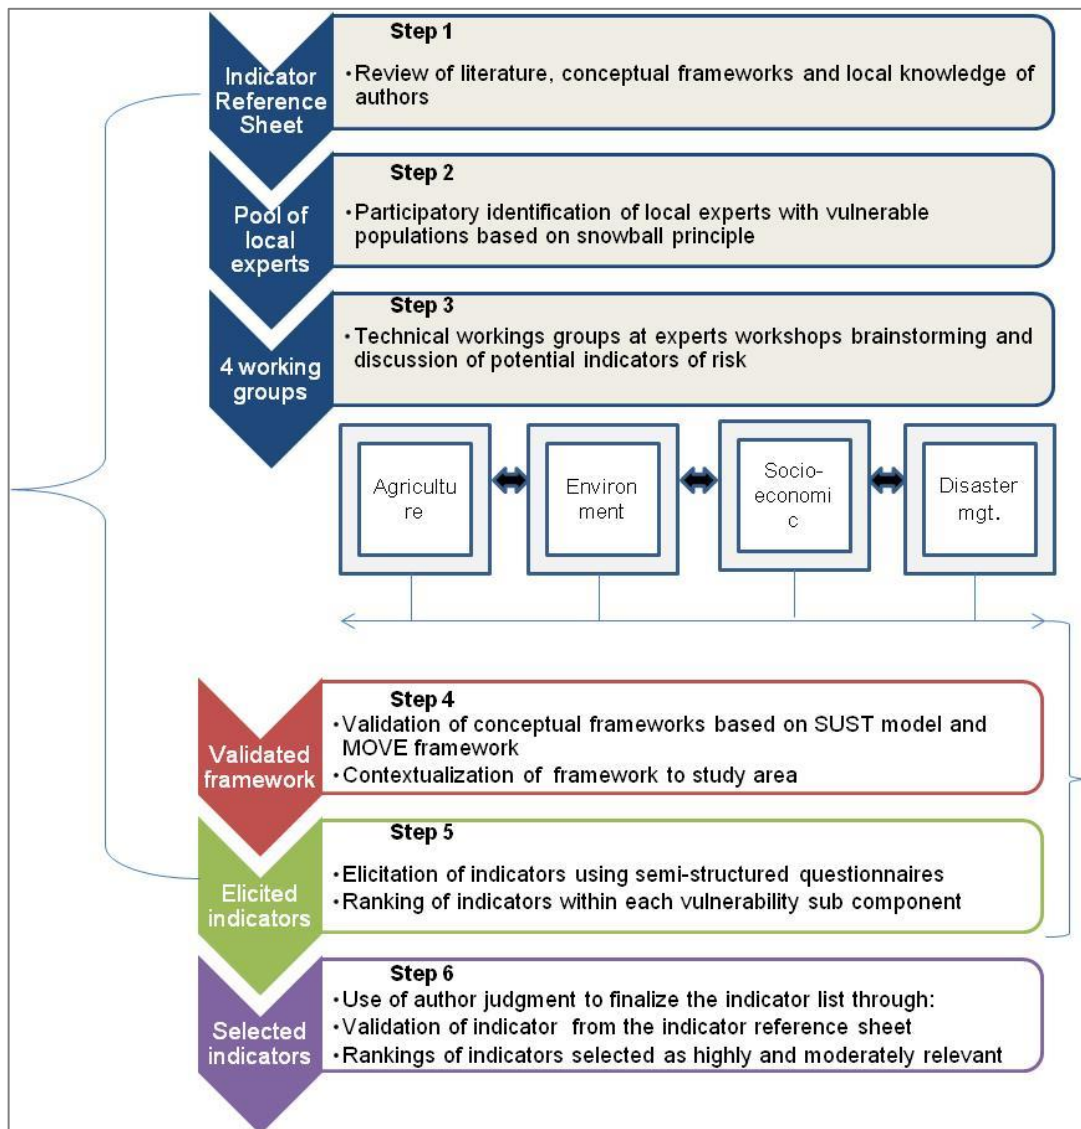 Step 1
Indicator
Reference
Sheet
·Review of literature, conceptual frameworks and local knowledge of
authors
Step 2
Pool of
local
experts
·Participatory identification of local experts with vulnerable
populations based on snowball principle
Step 3
4 working
groups
·Technical workings groups at experts workshops brainstorming and
discussion of potential indicators of risk
Agricultu
re
Environ
ment
Socio-
economi
c
Disaster
mgt.
Step 4
Validated
framework
·Validation of conceptual frameworks based on SUST model and
MOVE framework
·Contextualization of framework to study area
Step 5
Elicited
indicators
·Elicitation of indicators using semi-structured questionnaires
·Ranking of indicators within each vulnerability sub component
Step 6
Selected
indicators
·Use of author judgment to finalize the indicator list through:
·Validation of indicator from the indicator reference sheet
·Rankings of indicators selected as highly and moderately relevant